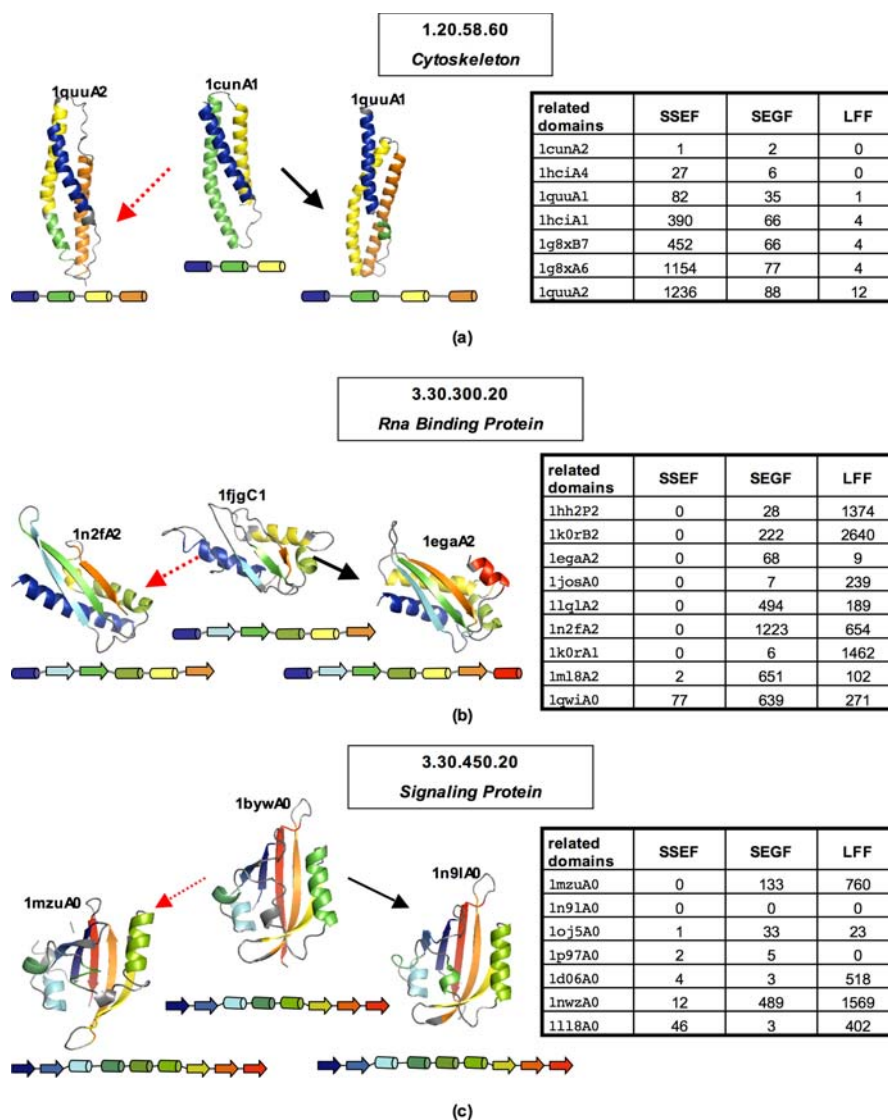 1.20.58.60
Cytoskeleton
1quuA2
1cunA1
1quuA1
related domains SSEF SEGF LFF
1cunA2 1 2 0
1hciA4 27 6 0
1quuA2 82 35 1
1hciA1 390 66 4
1g8xB7 452 66 4
1g8xA6 1154 77 4
1quuA2 1236 88 12
(a)
3.30.300.20
Rna Binding Protein
1n2fA2
1fjgC1
1egaA2
related domains SSEF SEGF LFF
1hh2P2 0 28 1374
1k0rB2 0 222 2640
1egaA2 0 68 9
1josA0 0 7 239
1lqlA2 0 494 189
1n2fA2 0 1223 654
1k0rA1 0 6 1462
1ml8A2 2 651 102
1qwiA0 77 639 271
(b)
3.30.450.20
Signaling Protein
1bywA0
1mzuA0
1n9lA0
related domains SSEF SEGF LFF
1mzuA0 0 133 760
1n9lA0 0 0 0
1oj5A0 1 33 23
1p97A0 2 5 0
1d06A0 4 3 518
1nwzA0 12 489 1569
1ll8A0 46 3 402
(c)